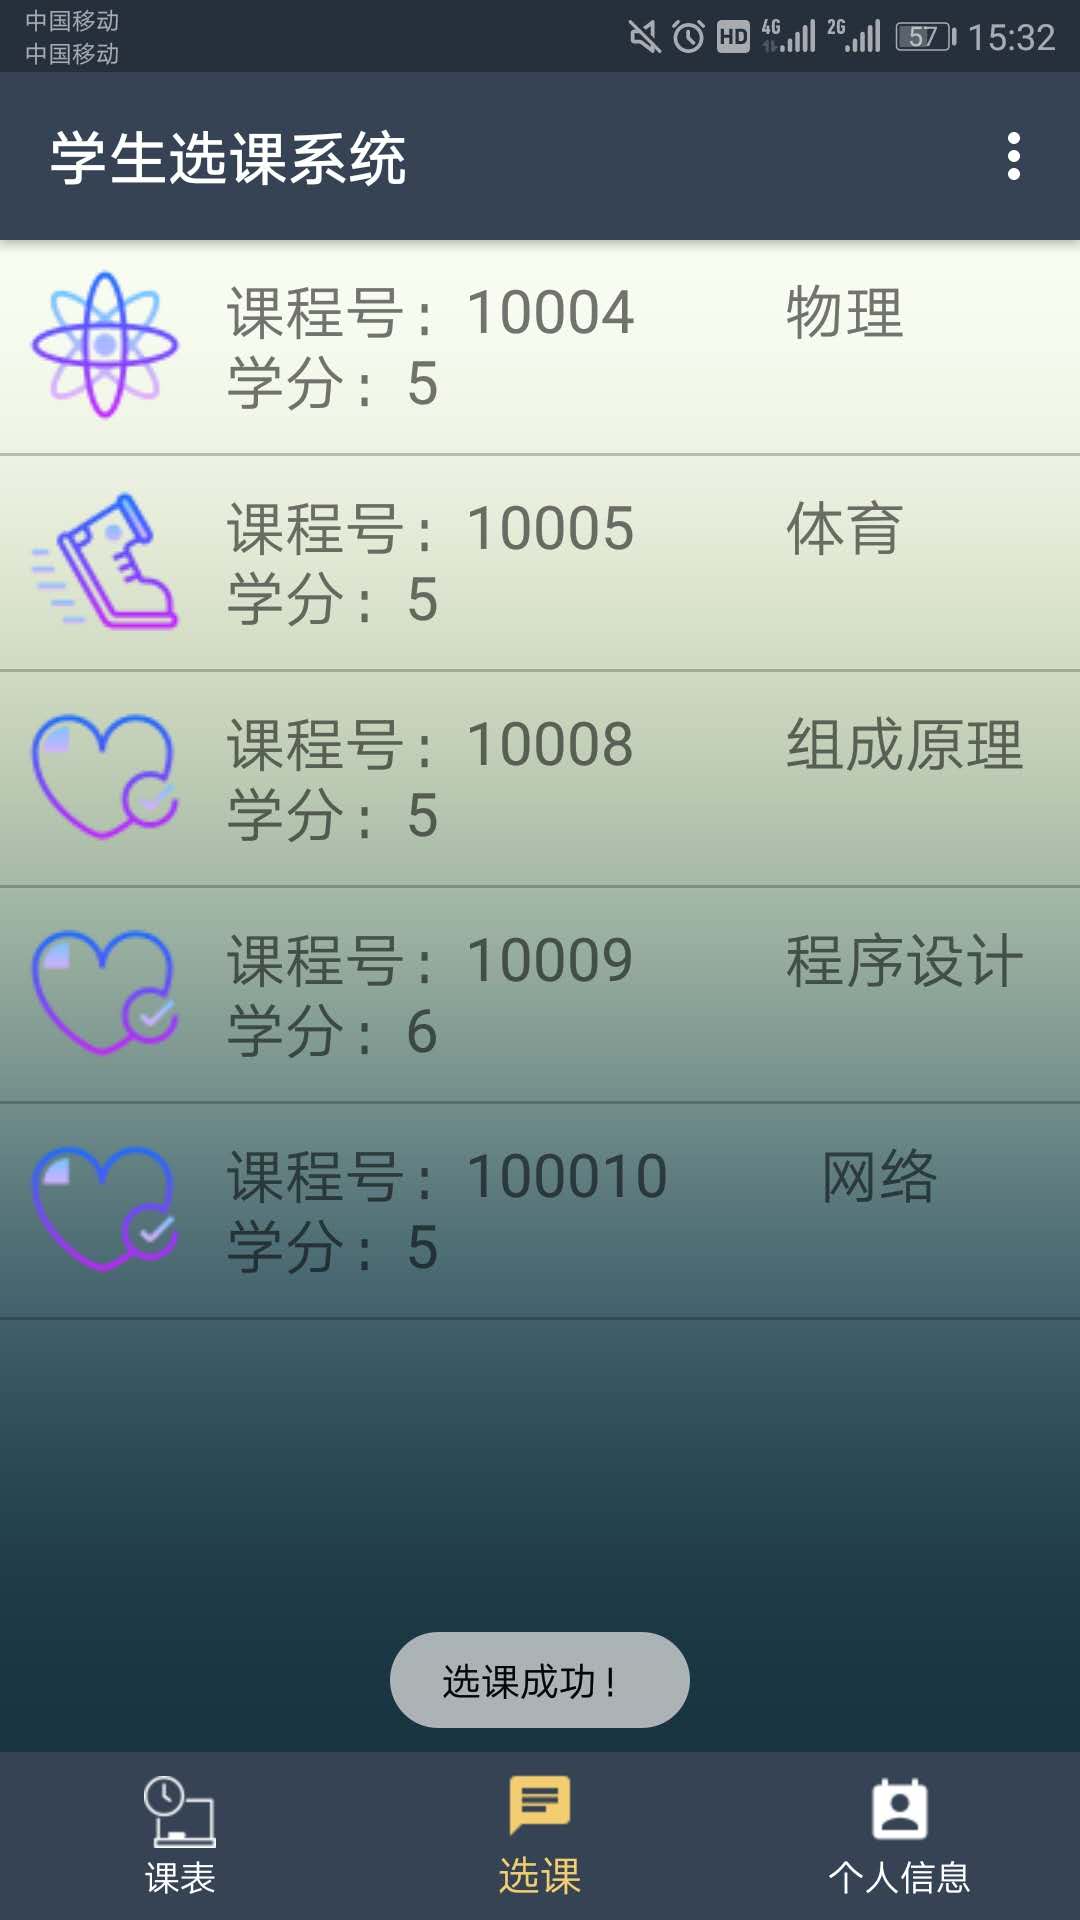 中国移动
中国移动
HD 4G 2G 57 15:32
学生选课系统
课程号: 10004 物理
学分: 5
课程号: 10005 体育
学分: 5
课程号: 10008 组成原理
学分: 5
课程号: 10009 程序设计
学分: 6
课程号: 100010 网络
学分: 5
选课成功!
课表 选课 个人信息